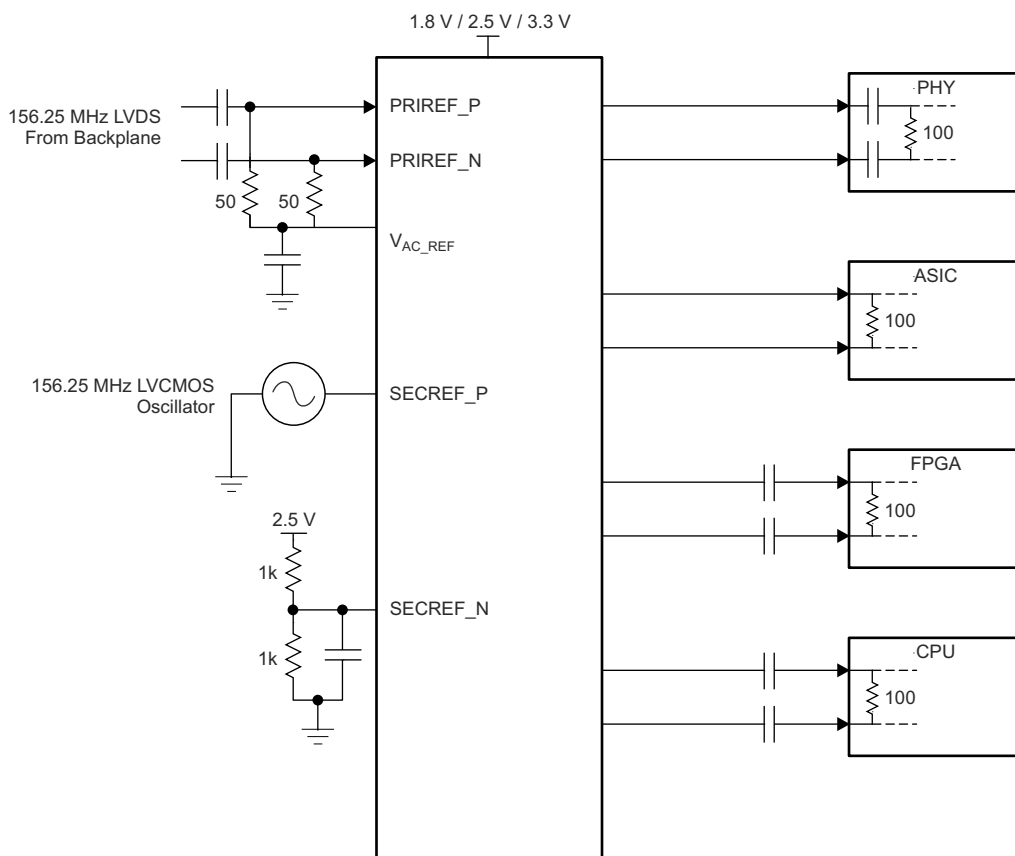 1.8 V / 2.5 V / 3.3 V
156.25 MHz LVDS
From Backplane
PRIREF_P
PRIREF_N
50
50
VAC_REF
156.25 MHz LVCMOS
Oscillator
SECREF_P
2.5 V
1k
SECREF_N
1k
PHY
100
ASIC
100
FPGA
100
CPU
100